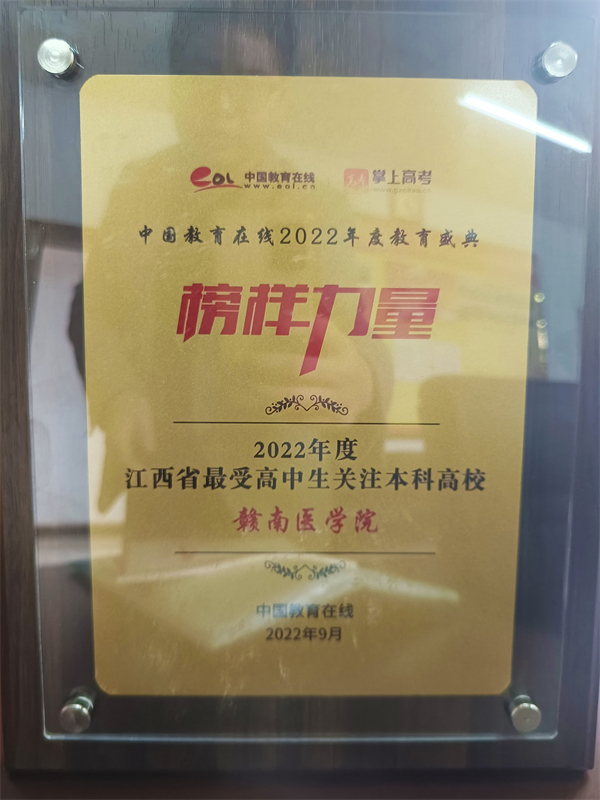 eol 中国教育在线
www.eol.cn
掌上高考
中国教育在线2022年度教育盛典
榜样力量
2022年度
江西省最受高中生关注本科高校
赣南医学院
中国教育在线
2022年9月